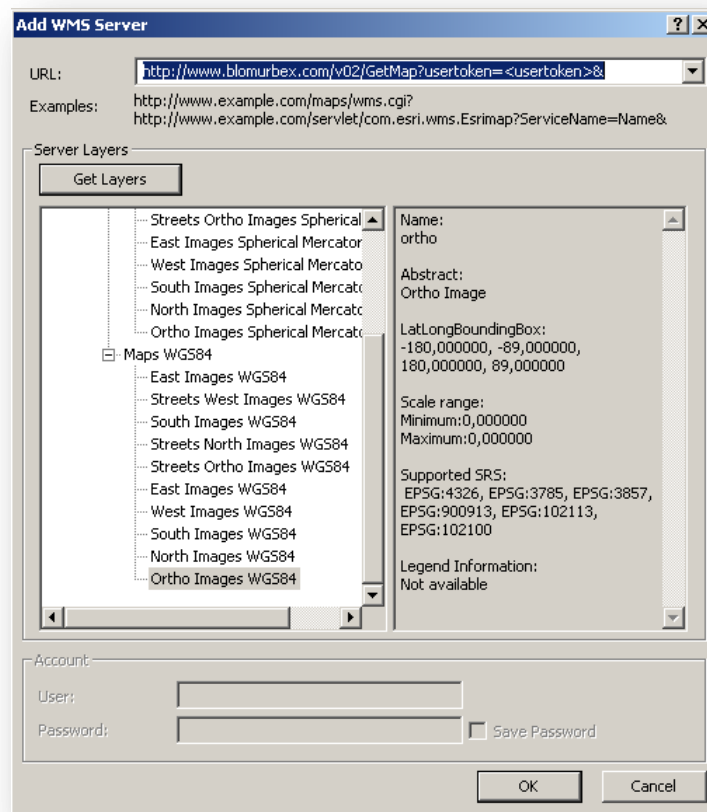 Add WMS Server
URL:
http://www.blomurbex.com/v02/GetMap?usertoken=<usertoken>&
Examples:
http://www.example.com/maps/wms.cgi?
http://www.example.com/servlet/com.esri.wms.Esrimap?ServiceName=Name&
Server Layers
Get Layers
Streets Ortho Images Spherical
East Images Spherical Mercator
West Images Spherical Mercato
South Images Spherical Mercato
North Images Spherical Mercato
Ortho Images Spherical Mercato
Maps WGS84
East Images WGS84
Streets West Images WGS84
South Images WGS84
Streets North Images WGS84
Streets Ortho Images WGS84
East Images WGS84
West Images WGS84
South Images WGS84
North Images WGS84
Ortho Images WGS84
Name:
ortho
Abstract:
Ortho Image
LatLongBoundingBox:
-180,000000, -89,000000,
180,000000, 89,000000
Scale range:
Minimum:0,000000
Maximum:0,000000
Supported SRS:
EPSG:4326, EPSG:3785, EPSG:3857,
EPSG:900913, EPSG:102113,
EPSG:102100
Legend Information:
Not available
Account
User:
Password:
Save Password
OK
Cancel